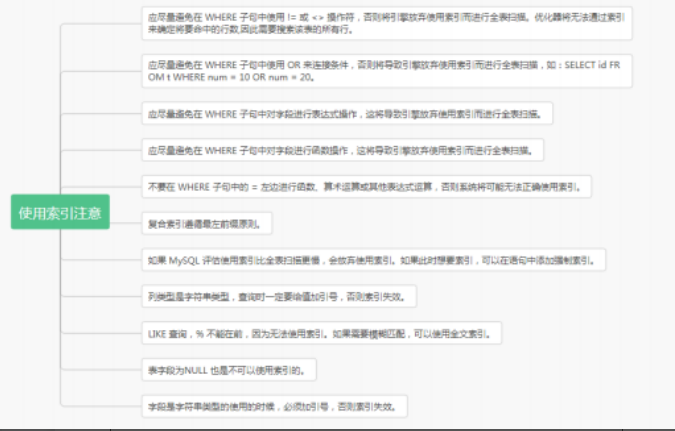 应尽量避免在 WHERE 子句中使用 != 或 <> 操作符，否则将引擎放弃使用索引而进行全表扫描。优化器将无法通过索引
来确定将要命中的行数,因此需要搜索该表的所有行。
应尽量避免在 WHERE 子句中使用 OR 来连接条件，否则将导致引擎放弃使用索引而进行全表扫描，如：SELECT id FR
OM t WHERE num = 10 OR num = 20。
应尽量避免在 WHERE 子句中对字段进行表达式操作，这将导致引擎放弃使用索引而进行全表扫描。
应尽量避免在 WHERE 子句中对字段进行函数操作，这将导致引擎放弃使用索引而进行全表扫描。
不要在 WHERE 子句中的 = 左边进行函数、算术运算或其他表达式运算，否则系统将可能无法正确使用索引。
使用索引注意
复合索引遵循最左前缀原则。
如果 MySQL 评估使用索引比全表扫描更慢，会放弃使用索引。如果此时想要索引，可以在语句中添加强制索引。
列类型是字符串类型，查询时一定要给值加引号，否则索引失效。
LIKE 查询，% 不能在前，因为无法使用索引。如果需要模糊匹配，可以使用全文索引。
表字段为NULL 也是不可以使用索引的。
字段是字符串类型的使用的时候，必须加引号，否则索引失效。